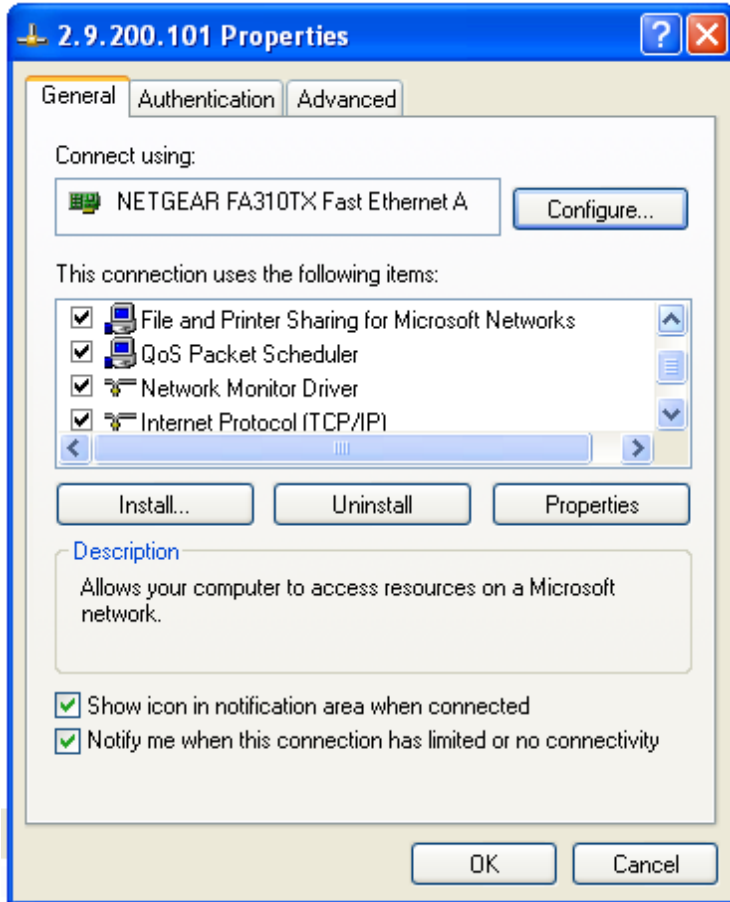 2.9.200.101 Properties
General Authentication Advanced
Connect using:
NETGEAR FA310TX Fast Ethernet A
Configure...
This connection uses the following items:
File and Printer Sharing for Microsoft Networks
QoS Packet Scheduler
Network Monitor Driver
Internet Protocol (TCP/IP)
Install... Uninstall Properties
Description
Allows your computer to access resources on a Microsoft
network.
Show icon in notification area when connected
Notify me when this connection has limited or no connectivity
OK Cancel